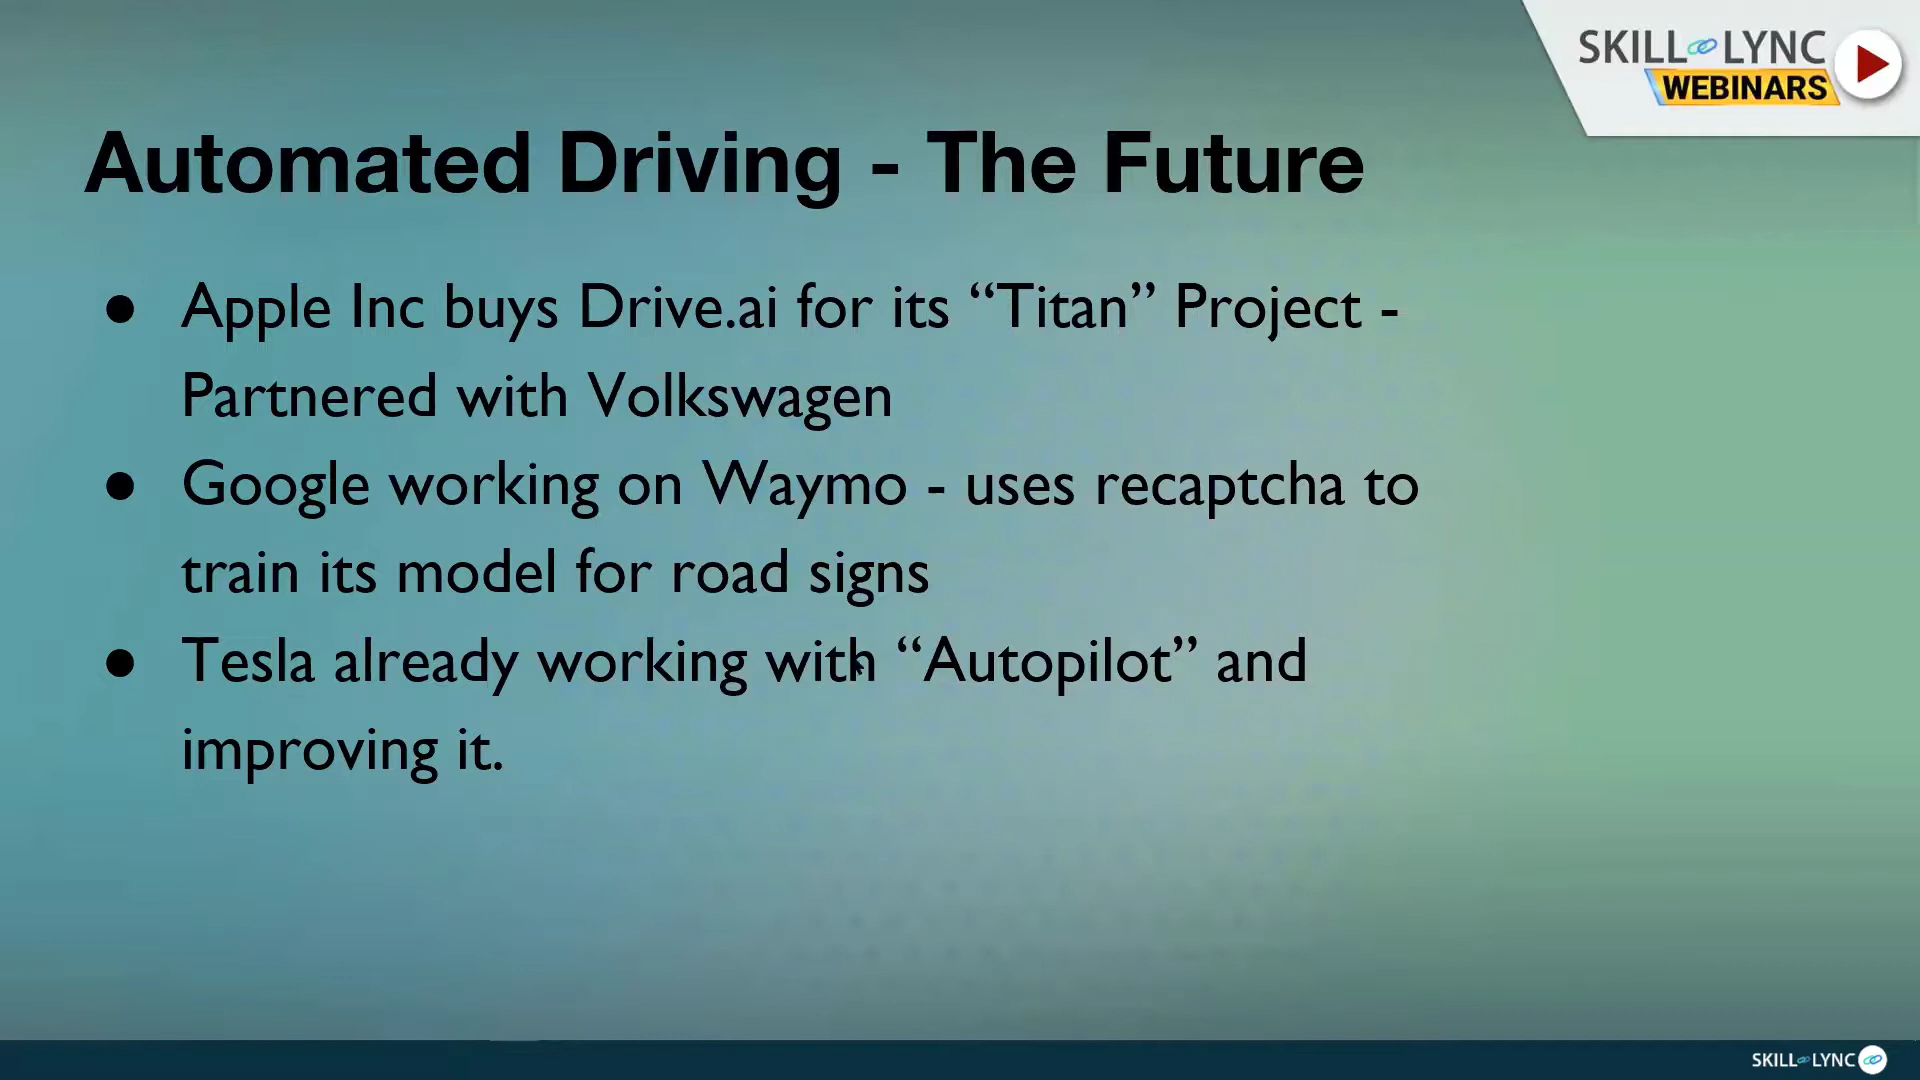 SKILL LYNC
WEBINARS
Automated Driving - The Future
● Apple Inc buys Drive.ai for its “Titan” Project -
Partnered with Volkswagen
● Google working on Waymo - uses recaptcha to
train its model for road signs
● Tesla already working with “Autopilot” and
improving it.
SKILL LYNC